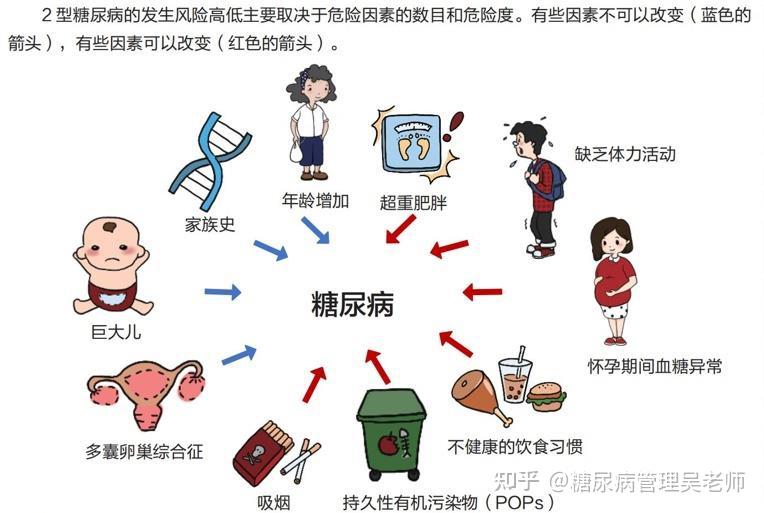 2型糖尿病的发生风险高低主要取决于危险因素的数目和危险度。有些因素不可以改变（蓝色的
箭头），有些因素可以改变（红色的箭头）。
家族史
年龄增加
超重肥胖
缺乏体力活动
巨大儿
糖尿病
怀孕期间血糖异常
多囊卵巢综合征
吸烟
持久性有机污染物（POPs）
不健康的饮食习惯
知乎 @糖尿病管理吴老师